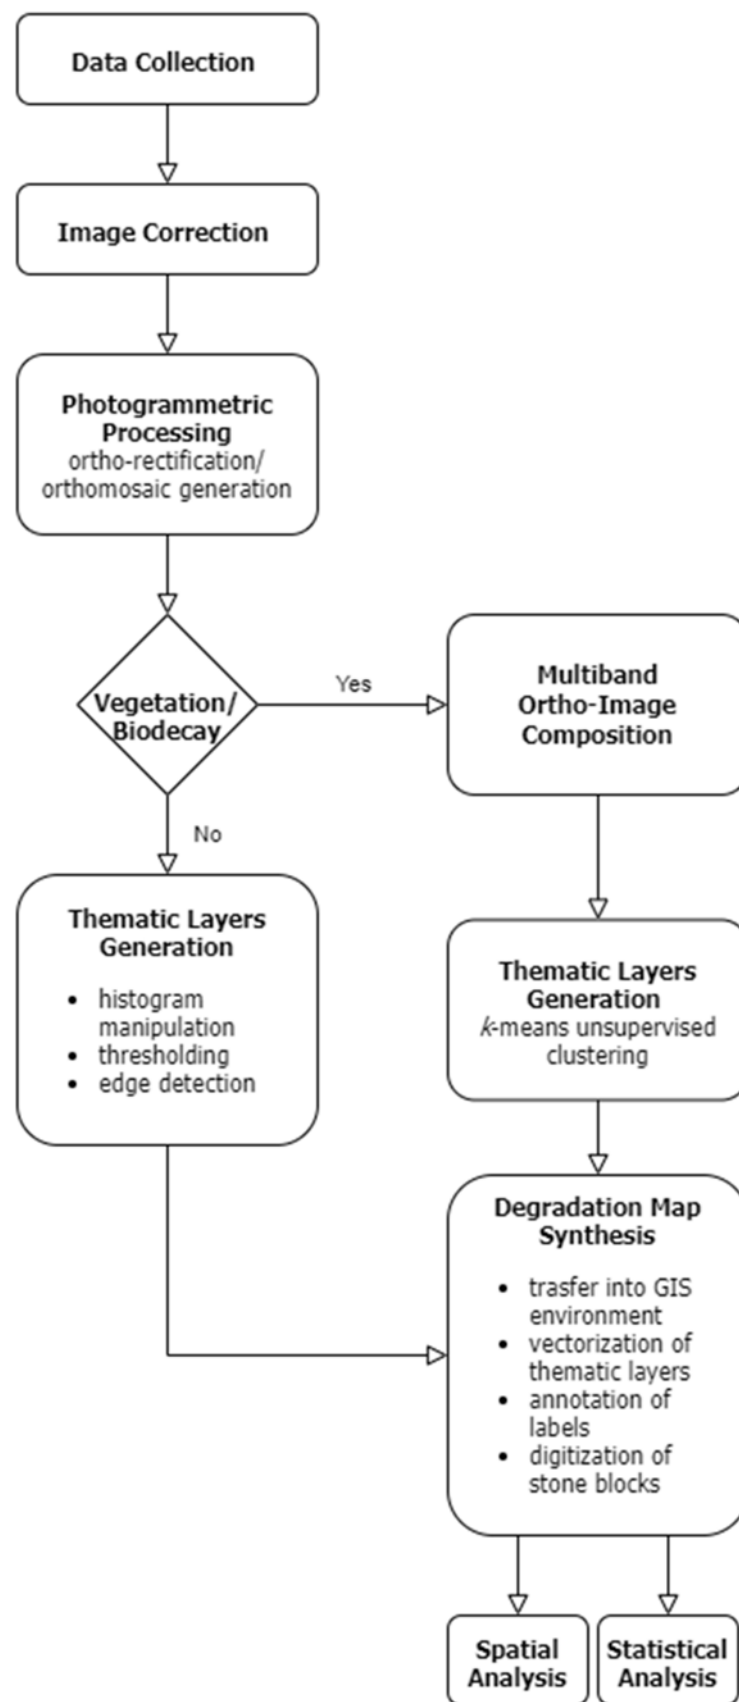 Data Collection
Image Correction
Photogrammetric
Processing
ortho-rectification/
orthomosaic generation
Vegetation/
Biodecay
Yes
No
Multiband
Ortho-Image
Composition
Thematic Layers
Generation
• histogram
manipulation
• thresholding
• edge detection
Thematic Layers
Generation
k-means unsupervised
clustering
Degradation Map
Synthesis
• trasfer into GIS
environment
• vectorization of
thematic layers
• annotation of
labels
• digitization of
stone blocks
Spatial
Analysis
Statistical
Analysis